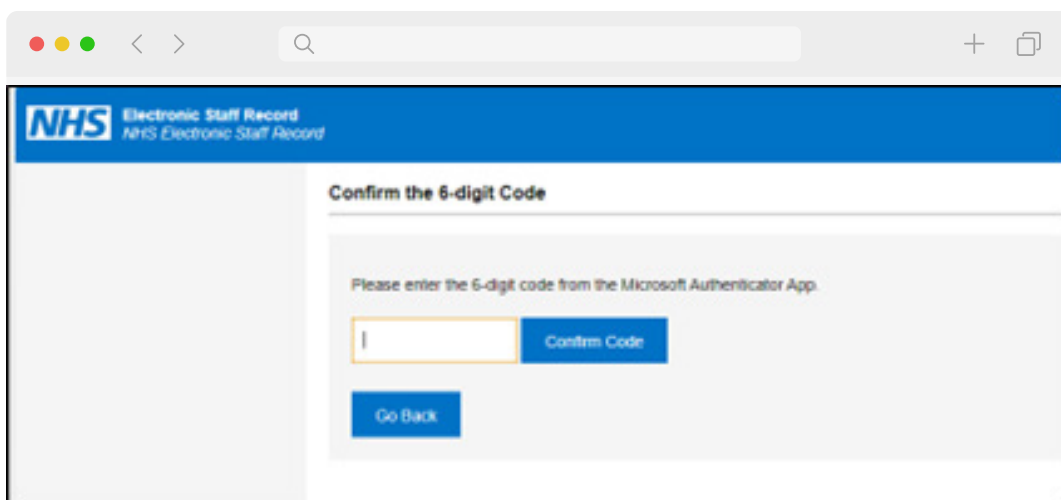 NHS Electronic Staff Record
NHS Electronic Staff Record
Confirm the 6-digit Code
Please enter the 6-digit code from the Microsoft Authenticator App.
Confirm Code
Go Back